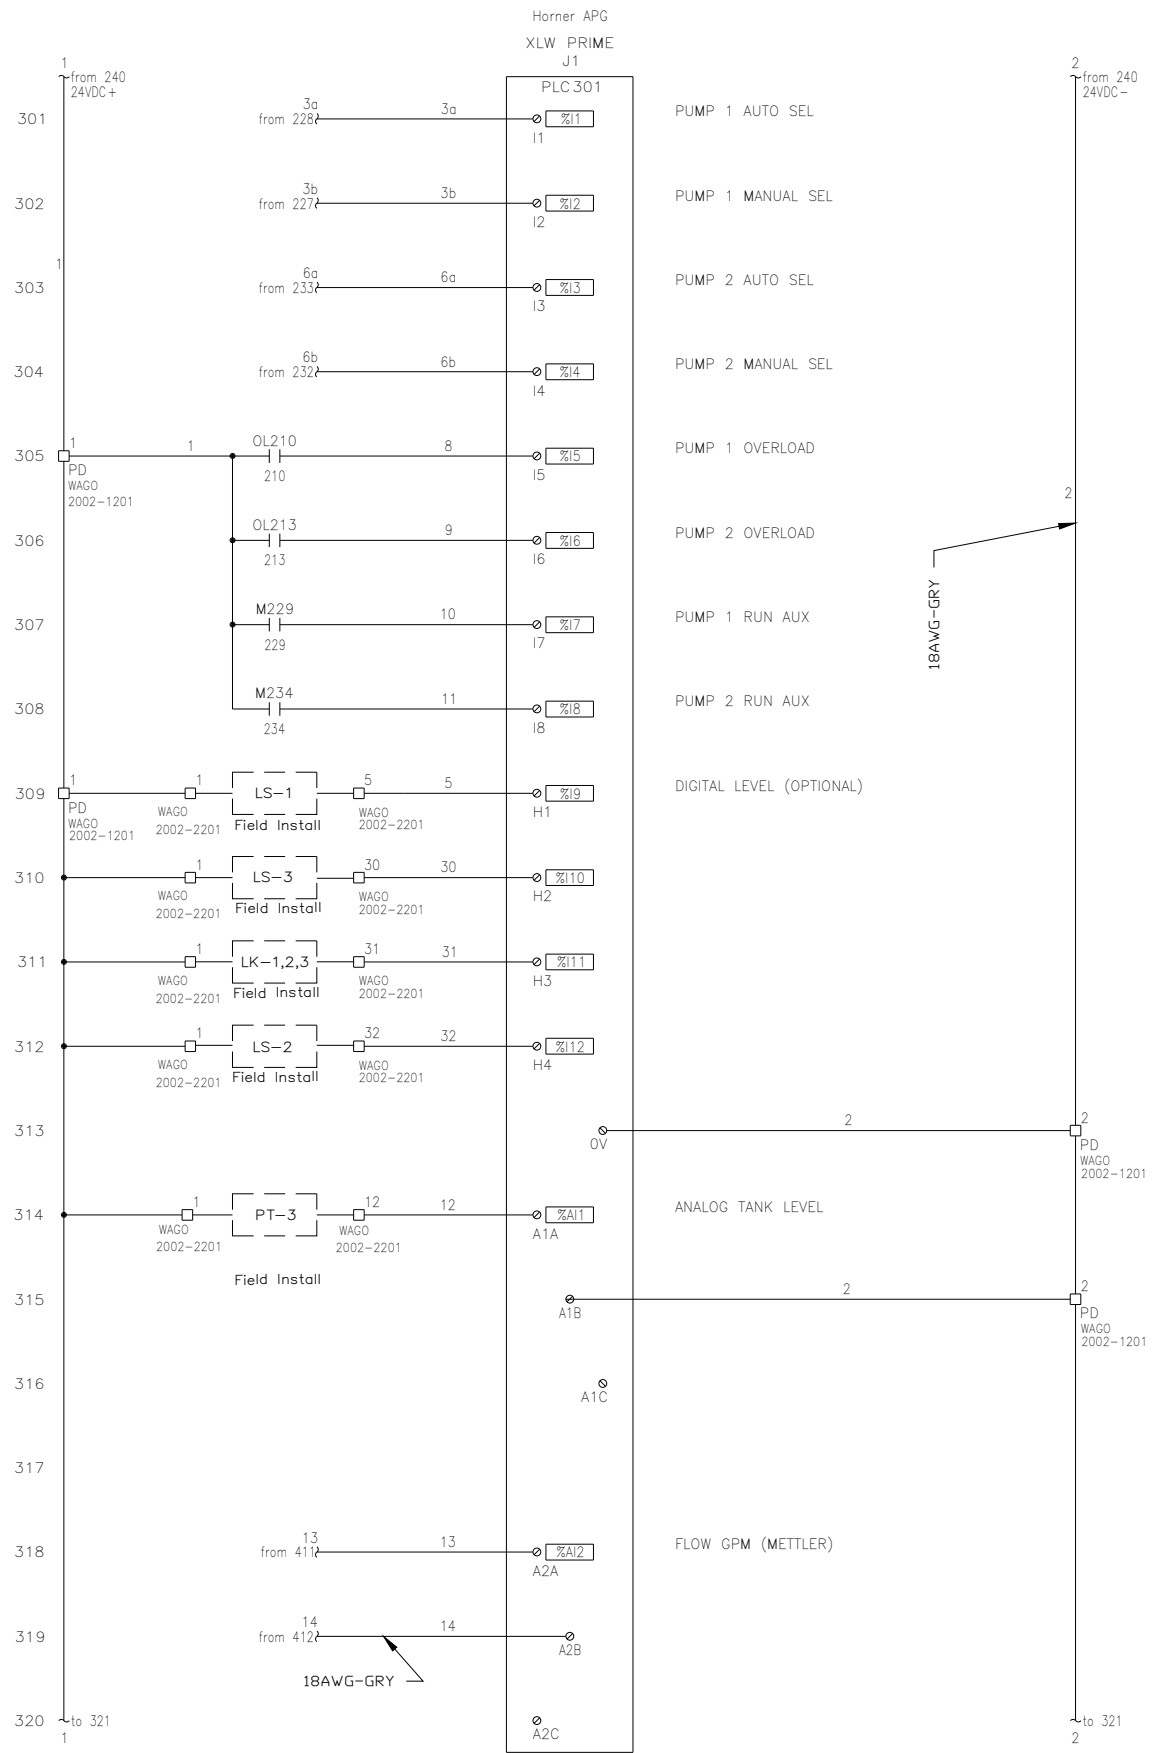 Horner APG
XLW PRIME
J1
PLC301
1
from 240
24VDC+
2
from 240
24VDC-
301
3a
from 228
3a
%I1
I1
PUMP 1 AUTO SEL
302
3b
from 227
3b
%I2
I2
PUMP 1 MANUAL SEL
1
303
6a
from 233
6a
%I3
I3
PUMP 2 AUTO SEL
304
6b
from 232
6b
%I4
I4
PUMP 2 MANUAL SEL
305
1
PD
WAGO
2002-1201
1
OL210
210
8
%I5
I5
PUMP 1 OVERLOAD
2
306
OL213
213
9
%I6
I6
PUMP 2 OVERLOAD
18AWG-GRY
307
M229
229
10
%I7
I7
PUMP 1 RUN AUX
308
M234
234
11
%I8
I8
PUMP 2 RUN AUX
309
1
PD
WAGO
2002-1201
1
WAGO
2002-2201
LS-1
Field Install
5
WAGO
2002-2201
5
%I9
H1
DIGITAL LEVEL (OPTIONAL)
310
1
WAGO
2002-2201
LS-3
Field Install
30
WAGO
2002-2201
30
%I10
H2
311
1
WAGO
2002-2201
LK-1,2,3
Field Install
31
WAGO
2002-2201
31
%I11
H3
312
1
WAGO
2002-2201
LS-2
Field Install
32
WAGO
2002-2201
32
%I12
H4
313
0V
2
2
PD
WAGO
2002-1201
314
1
WAGO
2002-2201
PT-3
Field Install
12
WAGO
2002-2201
12
%AI1
A1A
ANALOG TANK LEVEL
315
A1B
2
2
PD
WAGO
2002-1201
316
A1C
317
318
13
from 411
13
%AI2
A2A
FLOW GPM (METTLER)
319
14
from 412
14
A2B
18AWG-GRY
320
to 321
1
A2C
to 321
2